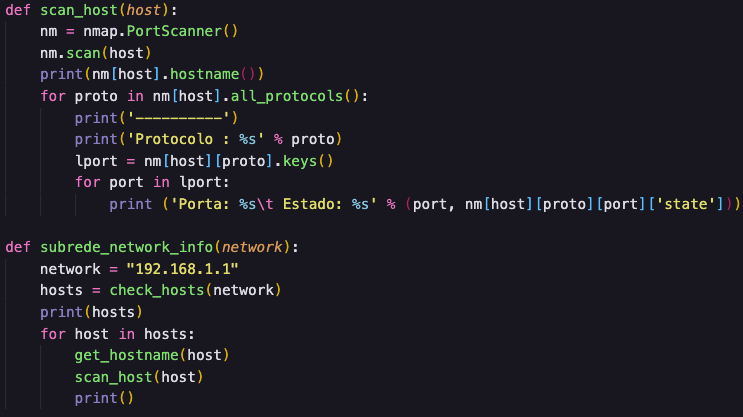 def scan_host(host):
    nm = nmap.PortScanner()
    nm.scan(host)
    print(nm[host].hostname())
    for proto in nm[host].all_protocols():
        print('----------')
        print('Protocolo : %s' % proto)
        lport = nm[host][proto].keys()
        for port in lport:
            print ('Porta: %s\t Estado: %s' % (port, nm[host][proto][port]['state']))
def subrede_network_info(network):
    network = "192.168.1.1"
    hosts = check_hosts(network)
    print(hosts)
    for host in hosts:
        get_hostname(host)
        scan_host(host)
        print()